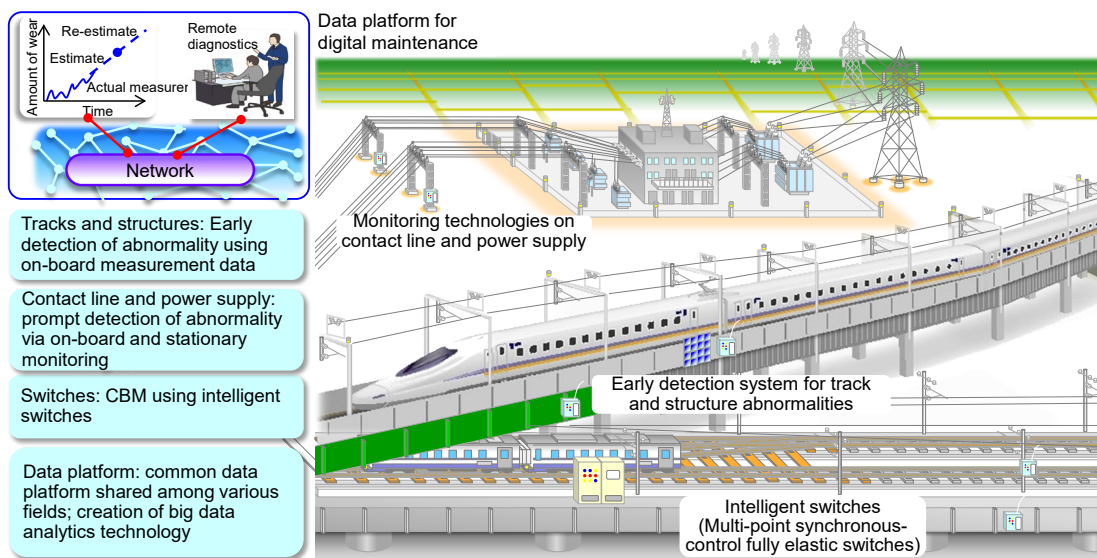 Amount of wear
Re-estimate
Estimate
Actual measurer
Time
Remote
diagnostics
Network
Tracks and structures: Early
detection of abnormality using
on-board measurement data
Contact line and power supply:
prompt detection of abnormality
via on-board and stationary
monitoring
Switches: CBM using intelligent
switches
Data platform: common data
platform shared among various
fields; creation of big data
analytics technology
Data platform for
digital maintenance
Monitoring technologies on
contact line and power supply
Early detection system for track
and structure abnormalities
Intelligent switches
(Multi-point synchronous-
control fully elastic switches)